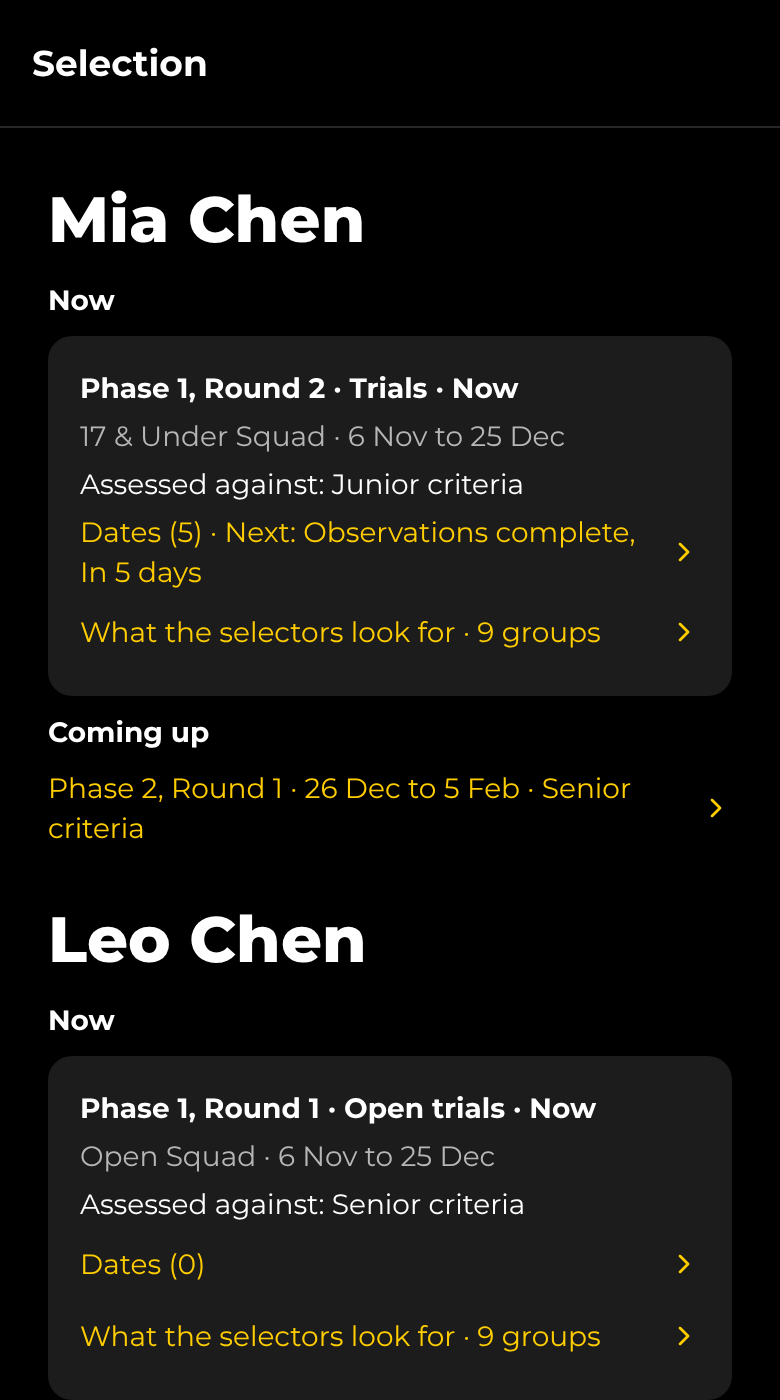 Selection
Mia Chen
Now
Phase 1, Round 2 · Trials · Now
17 & Under Squad · 6 Nov to 25 Dec
Assessed against: Junior criteria
Dates (5) · Next: Observations complete,
In 5 days
What the selectors look for · 9 groups
Coming up
Phase 2, Round 1 · 26 Dec to 5 Feb · Senior
criteria
Leo Chen
Now
Phase 1, Round 1 · Open trials · Now
Open Squad · 6 Nov to 25 Dec
Assessed against: Senior criteria
Dates (0)
What the selectors look for · 9 groups